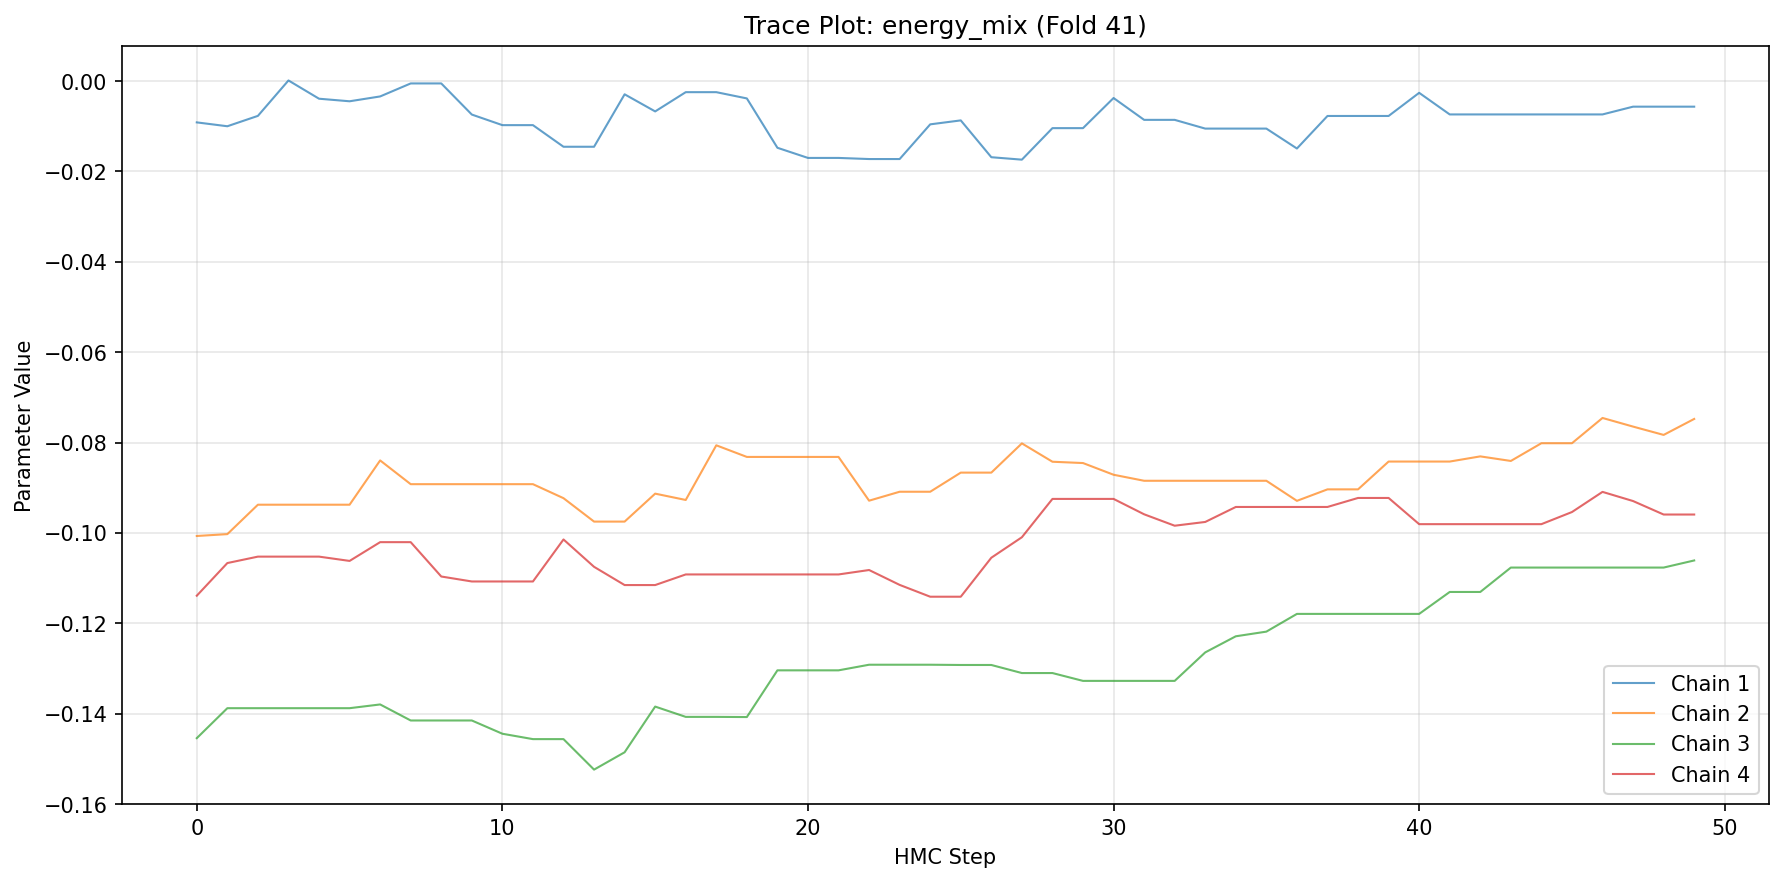 Trace Plot: energy_mix (Fold 41)
0.00
−0.02
−0.04
−0.06
−0.08
−0.10
−0.12
−0.14
−0.16
Parameter Value
0
10
20
30
40
50
HMC Step
Chain 1
Chain 2
Chain 3
Chain 4